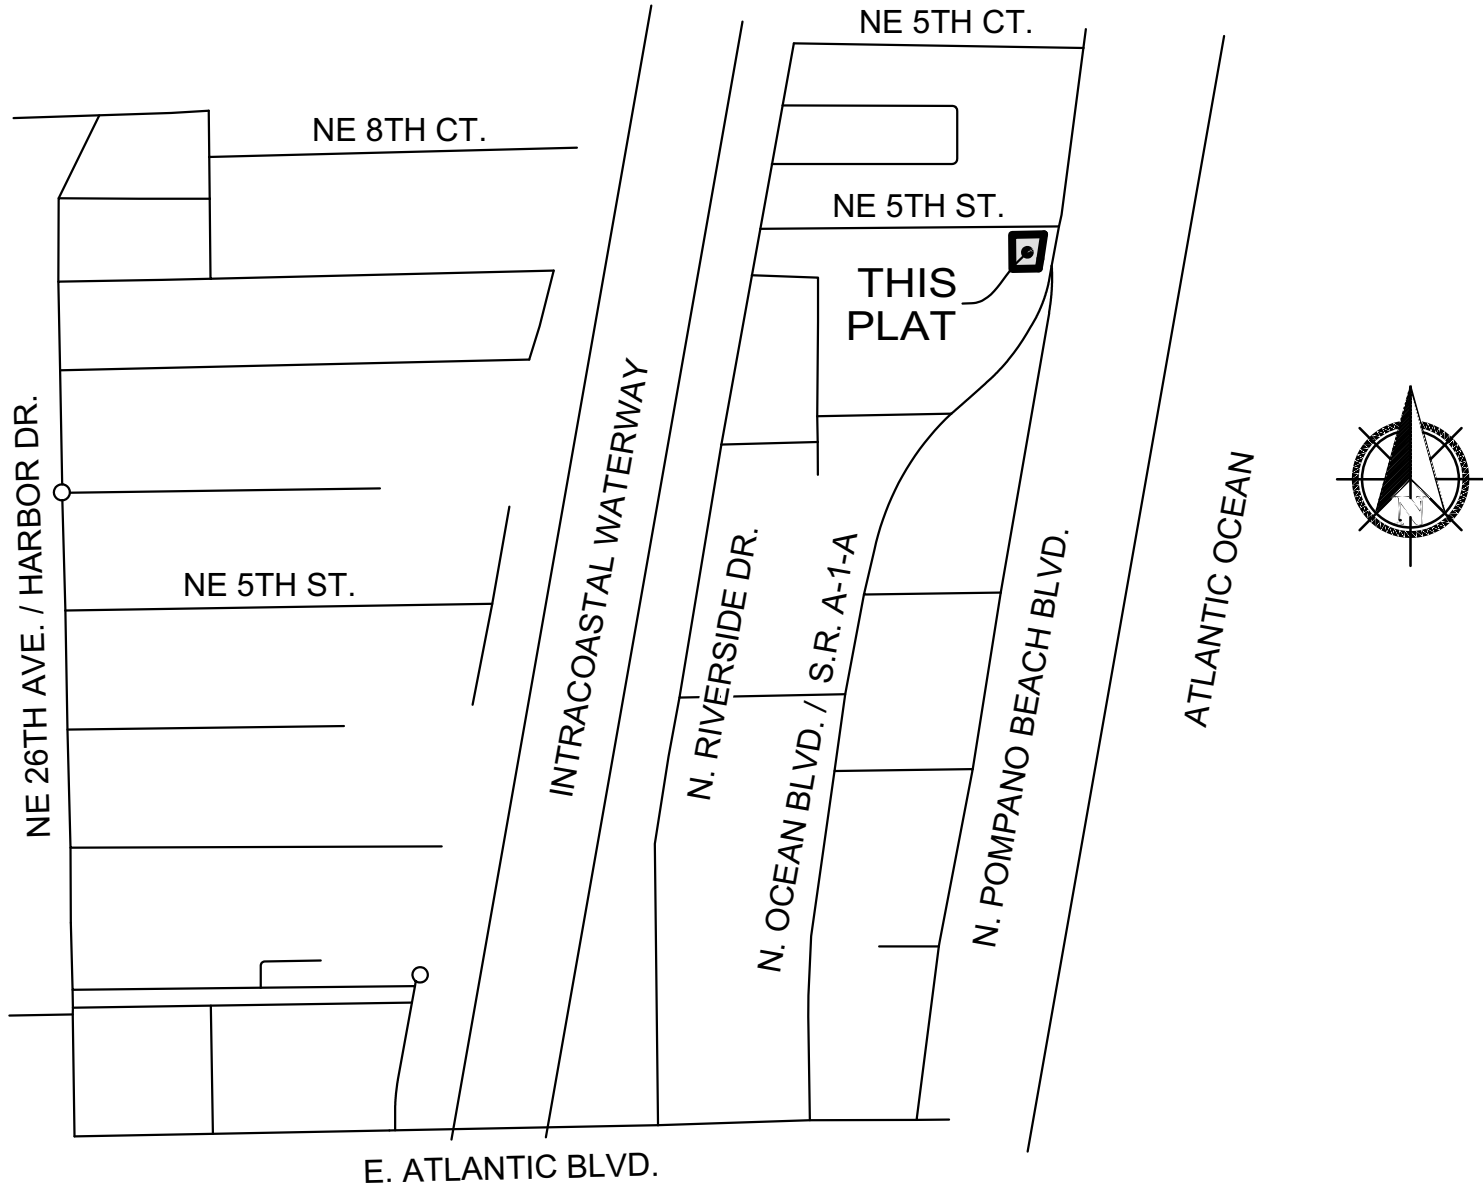 NE 5TH CT.
NE 8TH CT.
NE 5TH ST.
THIS
PLAT
NE 26TH AVE. / HARBOR DR.
NE 5TH ST.
INTRACOASTAL WATERWAY
N. RIVERSIDE DR.
N. OCEAN BLVD. / S.R. A-1-A
N. POMPANO BEACH BLVD.
ATLANTIC OCEAN
N
E. ATLANTIC BLVD.